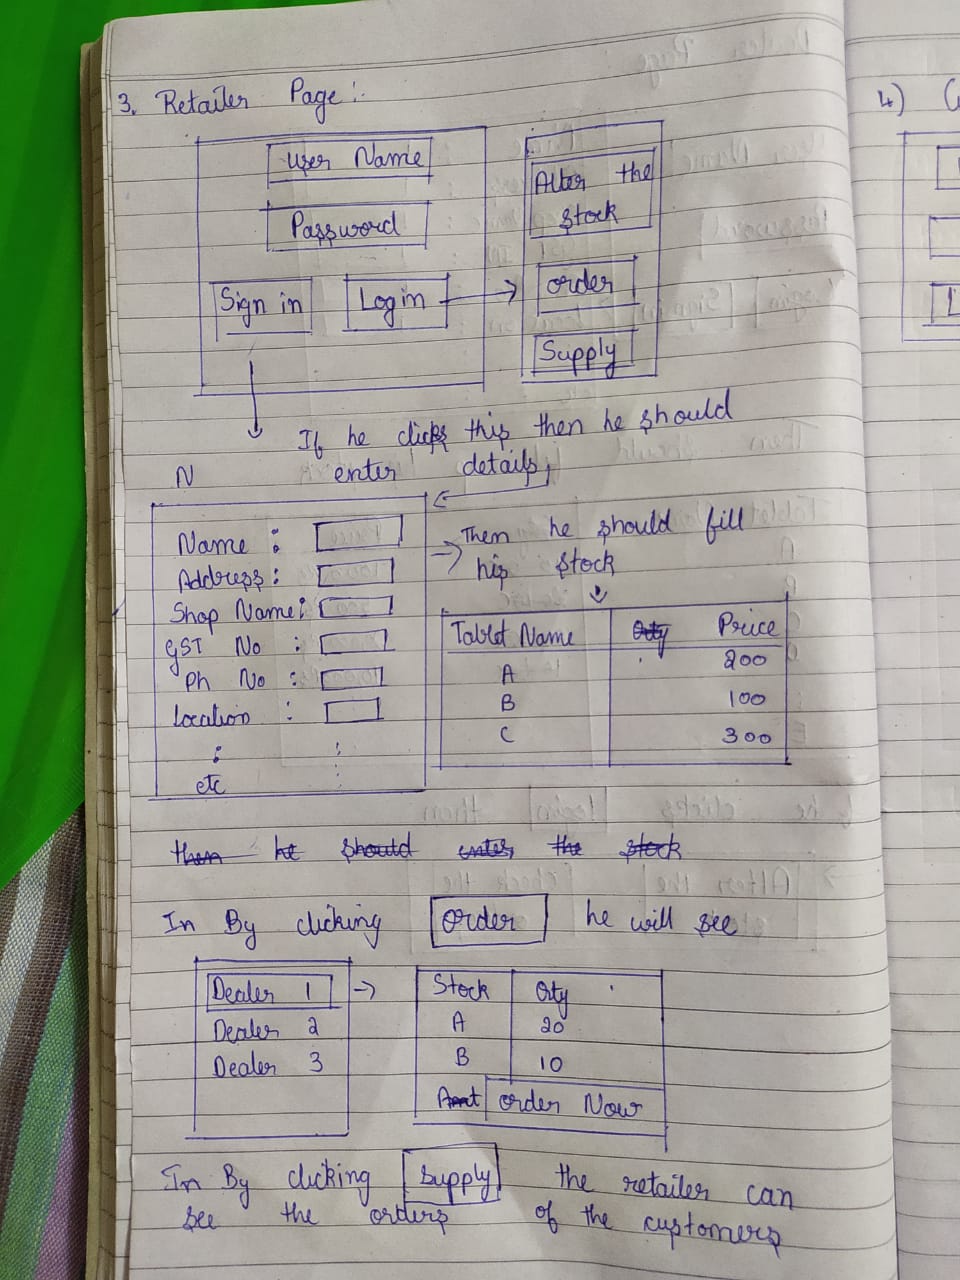 3. Retailer Page :-
User Name
Password
Sign in
Login
Alter the
stock
order
Supply
If he clicks this then he should
enter details,
N
Name :
Address :
Shop Name :
GST No :
Ph No :
Location :
:
:
etc
Then he should fill
his stock
Tablet Name Qty Price
A 200
B 100
C 300
then he should enter the stock
In By clicking order he will see
Dealer 1
Dealer 2
Dealer 3
Stock Qty
A 20
B 10
Amt order Now
In By clicking Supply the retailer can
see the orders of the customers
4) (
L